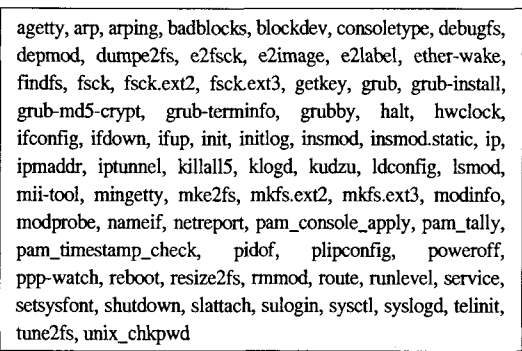 agetty, arp, arping, badblocks, blockdev, consoletype, debugfs,
depmod, dumpe2fs, e2fsck, e2image, e2label, ether-wake,
findfs, fsck, fsck.ext2, fsck.ext3, getkey, grub, grub-install,
grub-md5-crypt, grub-terminfo, grubby, halt, hwclock,
ifconfig, ifdown, ifup, init, initlog, insmod, insmod.static, ip,
ipmaddr, iptunnel, killall5, klogd, kudzu, ldconfig, lsmod,
mii-tool, mingetty, mke2fs, mkfs.ext2, mkfs.ext3, modinfo,
modprobe, nameif, netreport, pam_console_apply, pam_tally,
pam_timestamp_check, pidof, plipconfig, poweroff,
ppp-watch, reboot, resize2fs, rmmod, route, runlevel, service,
setsysfont, shutdown, slattach, sulogin, sysctl, syslogd, telinit,
tune2fs, unix_chkpwd